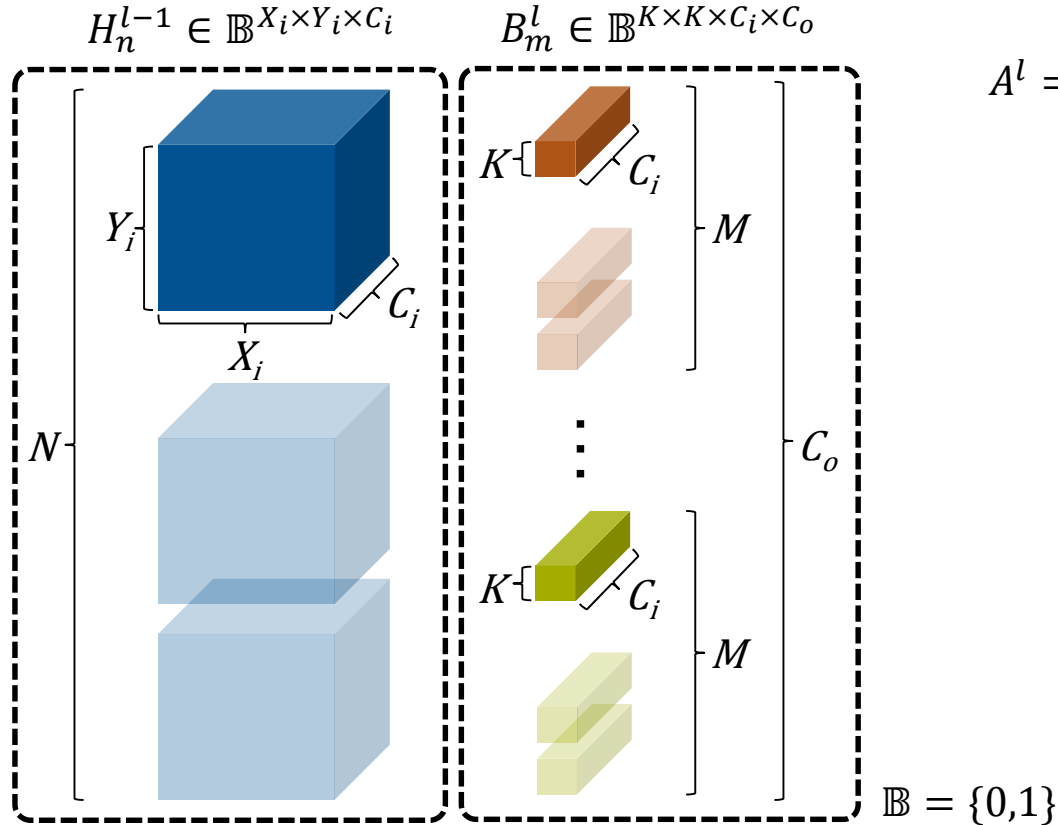 H_n^{l-1} ∈ 𝔹^{X_i×Y_i×C_i}
B_m^l ∈ 𝔹^{K×K×C_i×C_o}
A^l =
K
C_i
M
Y_i
C_i
X_i
N
C_o
K
C_i
M
𝔹 = {0,1}